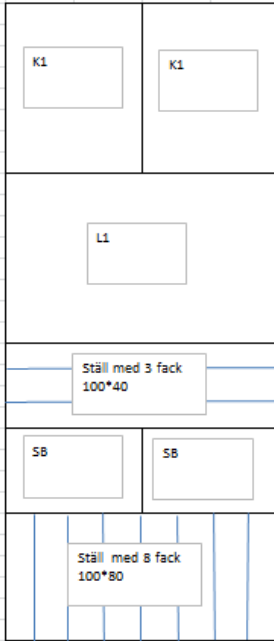 K1
K1
L1
Ställ med 3 fack
100*40
SB
SB
Ställ  med 8 fack
100*80